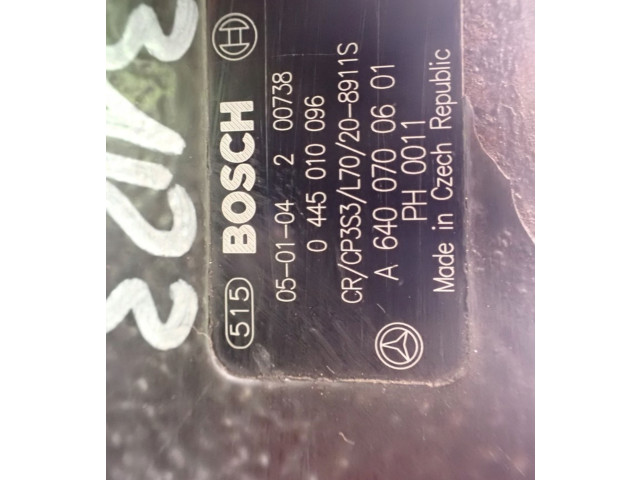 515 BOSCH
05-01-04 2 00738
0 445 010 096
CR/CP3S3/L70/20-8911S
A 640 070 06 01
PH 0011
Made in Czech Republic